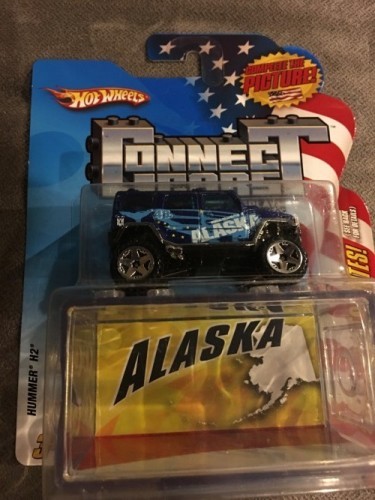 Hot Wheels
COMPLETE THE
PICTURE!
CONNECT
CARS
ALASKA
HUMMER H2
ALASKA